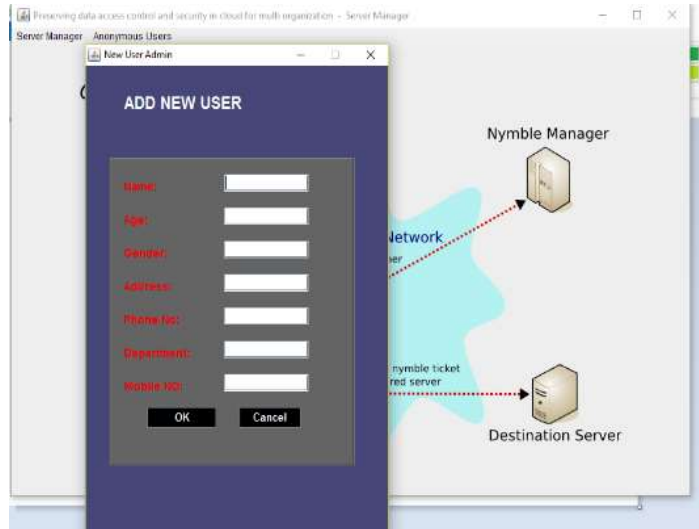 Preserving data access control and security in cloud for multi organization - Server Manager
Server Manager Anonymous Users
New User Admin
ADD NEW USER
Name:
Age:
Gender:
Address:
Phone No:
Department:
Mobile NO:
OK Cancel
Nymble Manager
Network
nymble ticket
server
Destination Server